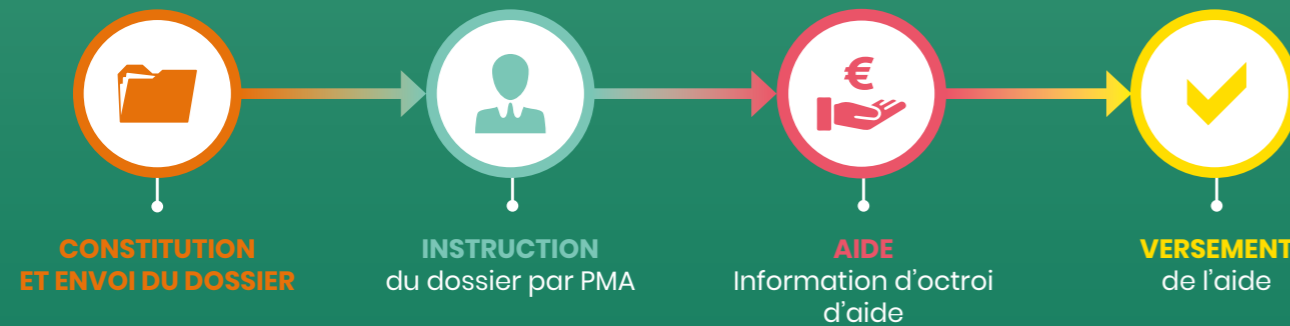 €
CONSTITUTION
ET ENVOI DU DOSSIER
INSTRUCTION
du dossier par PMA
AIDE
Information d’octroi
d’aide
VERSEMENT
de l’aide